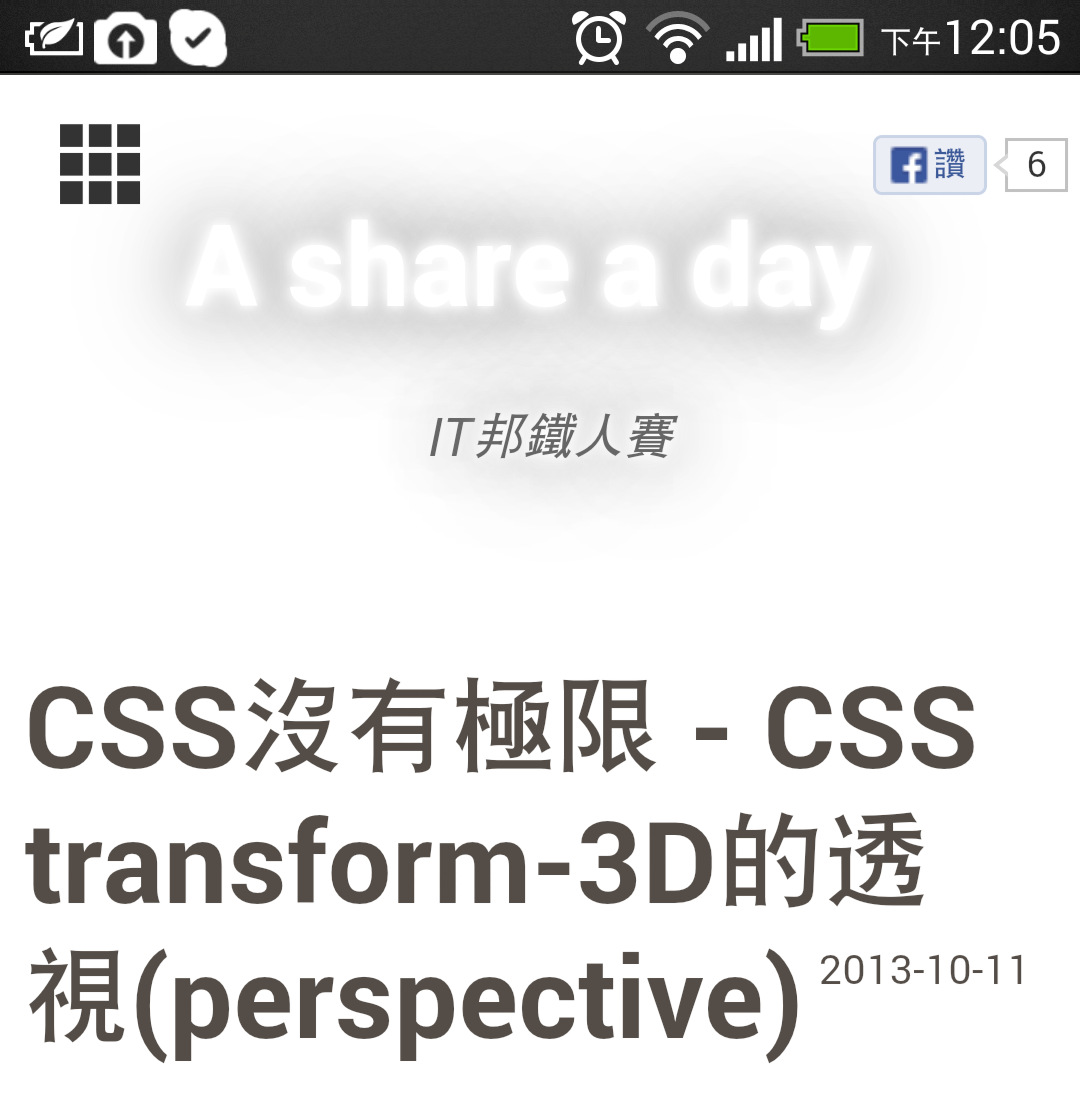 下午12:05
讚 6
A share a day
IT邦鐵人賽
CSS沒有極限 - CSS
transform-3D的透
視(perspective) 2013-10-11